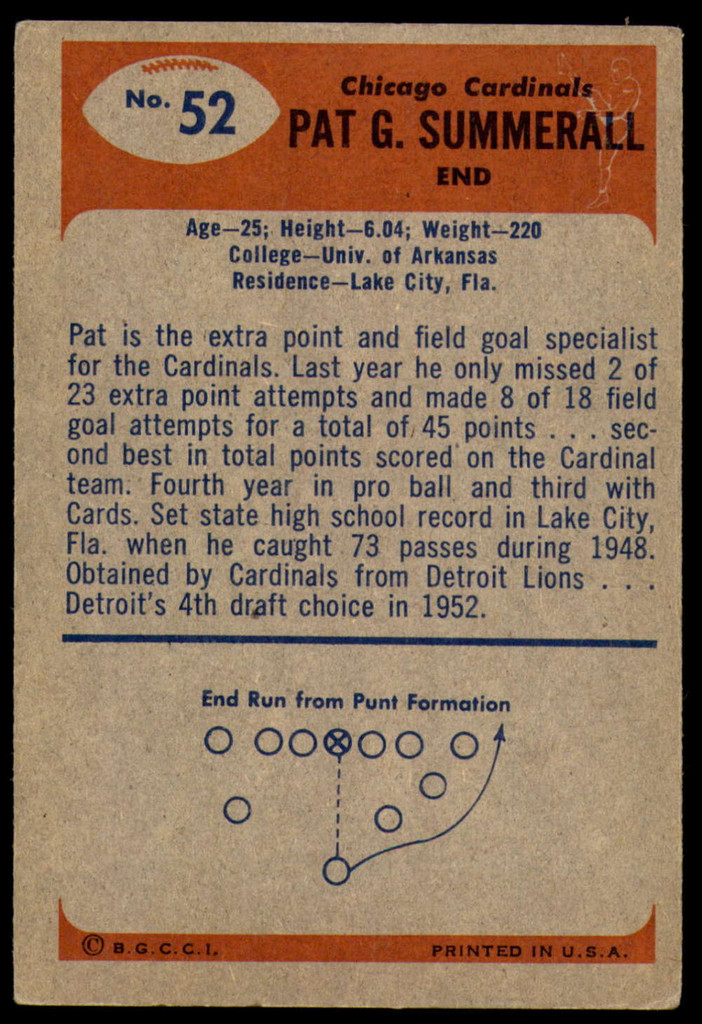 No. 52
Chicago Cardinals
PAT G. SUMMERALL
END
Age—25; Height—6.04; Weight—220
College—Univ. of Arkansas
Residence—Lake City, Fla.
Pat is the extra point and field goal specialist
for the Cardinals. Last year he only missed 2 of
23 extra point attempts and made 8 of 18 field
goal attempts for a total of 45 points . . . sec-
ond best in total points scored on the Cardinal
team. Fourth year in pro ball and third with
Cards. Set state high school record in Lake City,
Fla. when he caught 73 passes during 1948.
Obtained by Cardinals from Detroit Lions . . .
Detroit's 4th draft choice in 1952.
End Run from Punt Formation
© B.G.C.C.I.
PRINTED IN U.S.A.